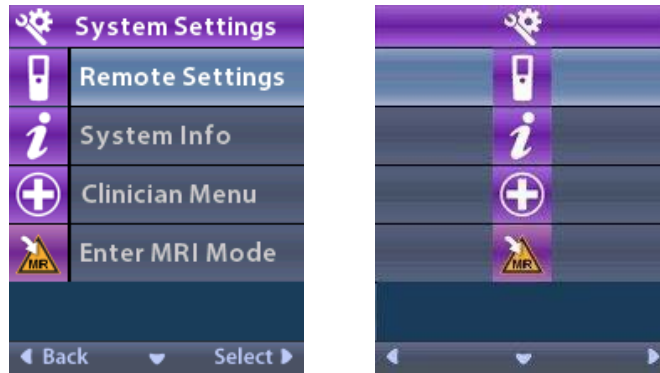 System Settings
Remote Settings
i
System Info
i
Clinician Menu
MR
Enter MRI Mode
MR
Back Select